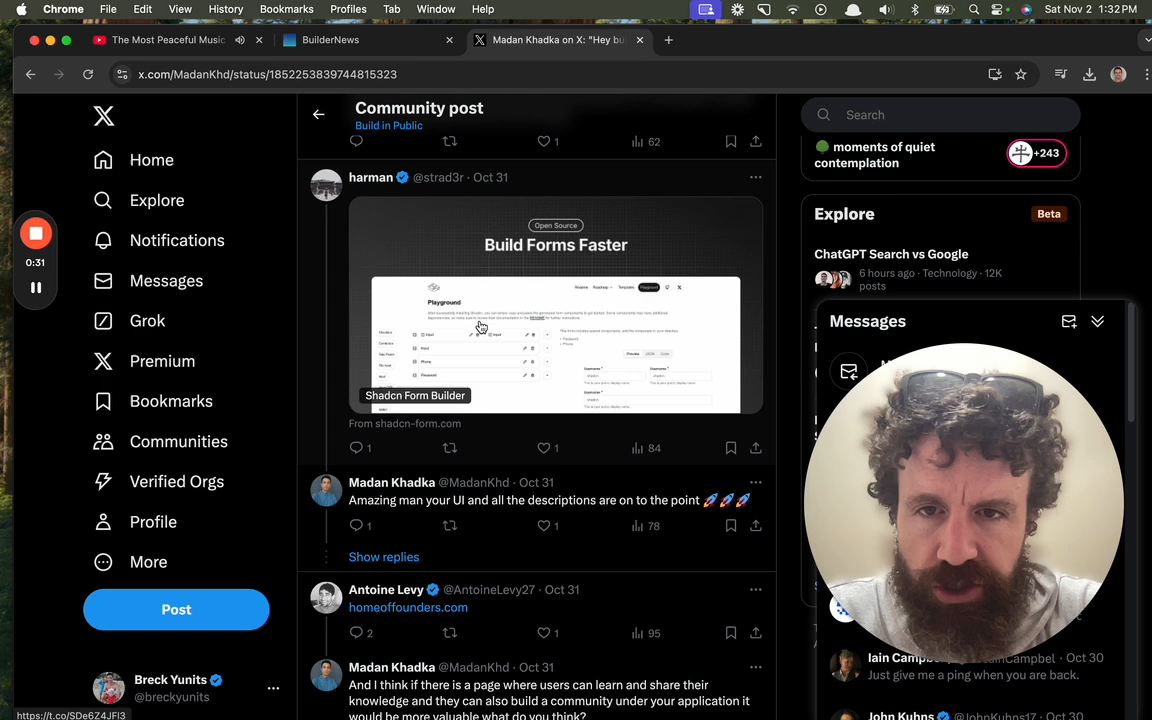 Chrome File Edit View History Bookmarks Profiles Tab Window Help Sat Nov 2 1:32 PM
The Most Peaceful Music
BuilderNews
Madan Khadka on X: "Hey bu
x.com/MadanKhd/status/1852253839744815323
0:31
Home
Explore
Notifications
Messages
Grok
Premium
Bookmarks
Communities
Verified Orgs
Profile
More
Post
Breck Yunits
@breckyunits
https://t.co/SDe6Z4JFl3
Community post
Build in Public
1
62
harman @strad3r · Oct 31
Open Source
Build Forms Faster
Playground
Shadcn Form Builder
From shadcn-form.com
1 1 84
Madan Khadka @MadanKhd · Oct 31
Amazing man your UI and all the descriptions are on to the point 🚀🚀🚀
1 1 78
Show replies
Antoine Levy @AntoineLevy27 · Oct 31
homeoffounders.com
2 1 95
Madan Khadka @MadanKhd · Oct 31
And I think if there is a page where users can learn and share their
knowledge and they can also build a community under your application it
would be more valuable what do you think?
Search
🌳 moments of quiet
contemplation
+243
Explore
Beta
ChatGPT Search vs Google
6 hours ago · Technology · 12K
posts
Messages
Iain Campbel
Oct 30
Just give me a ping when you are back.
John Kuhns @JohnKuhns17 · Oct 30